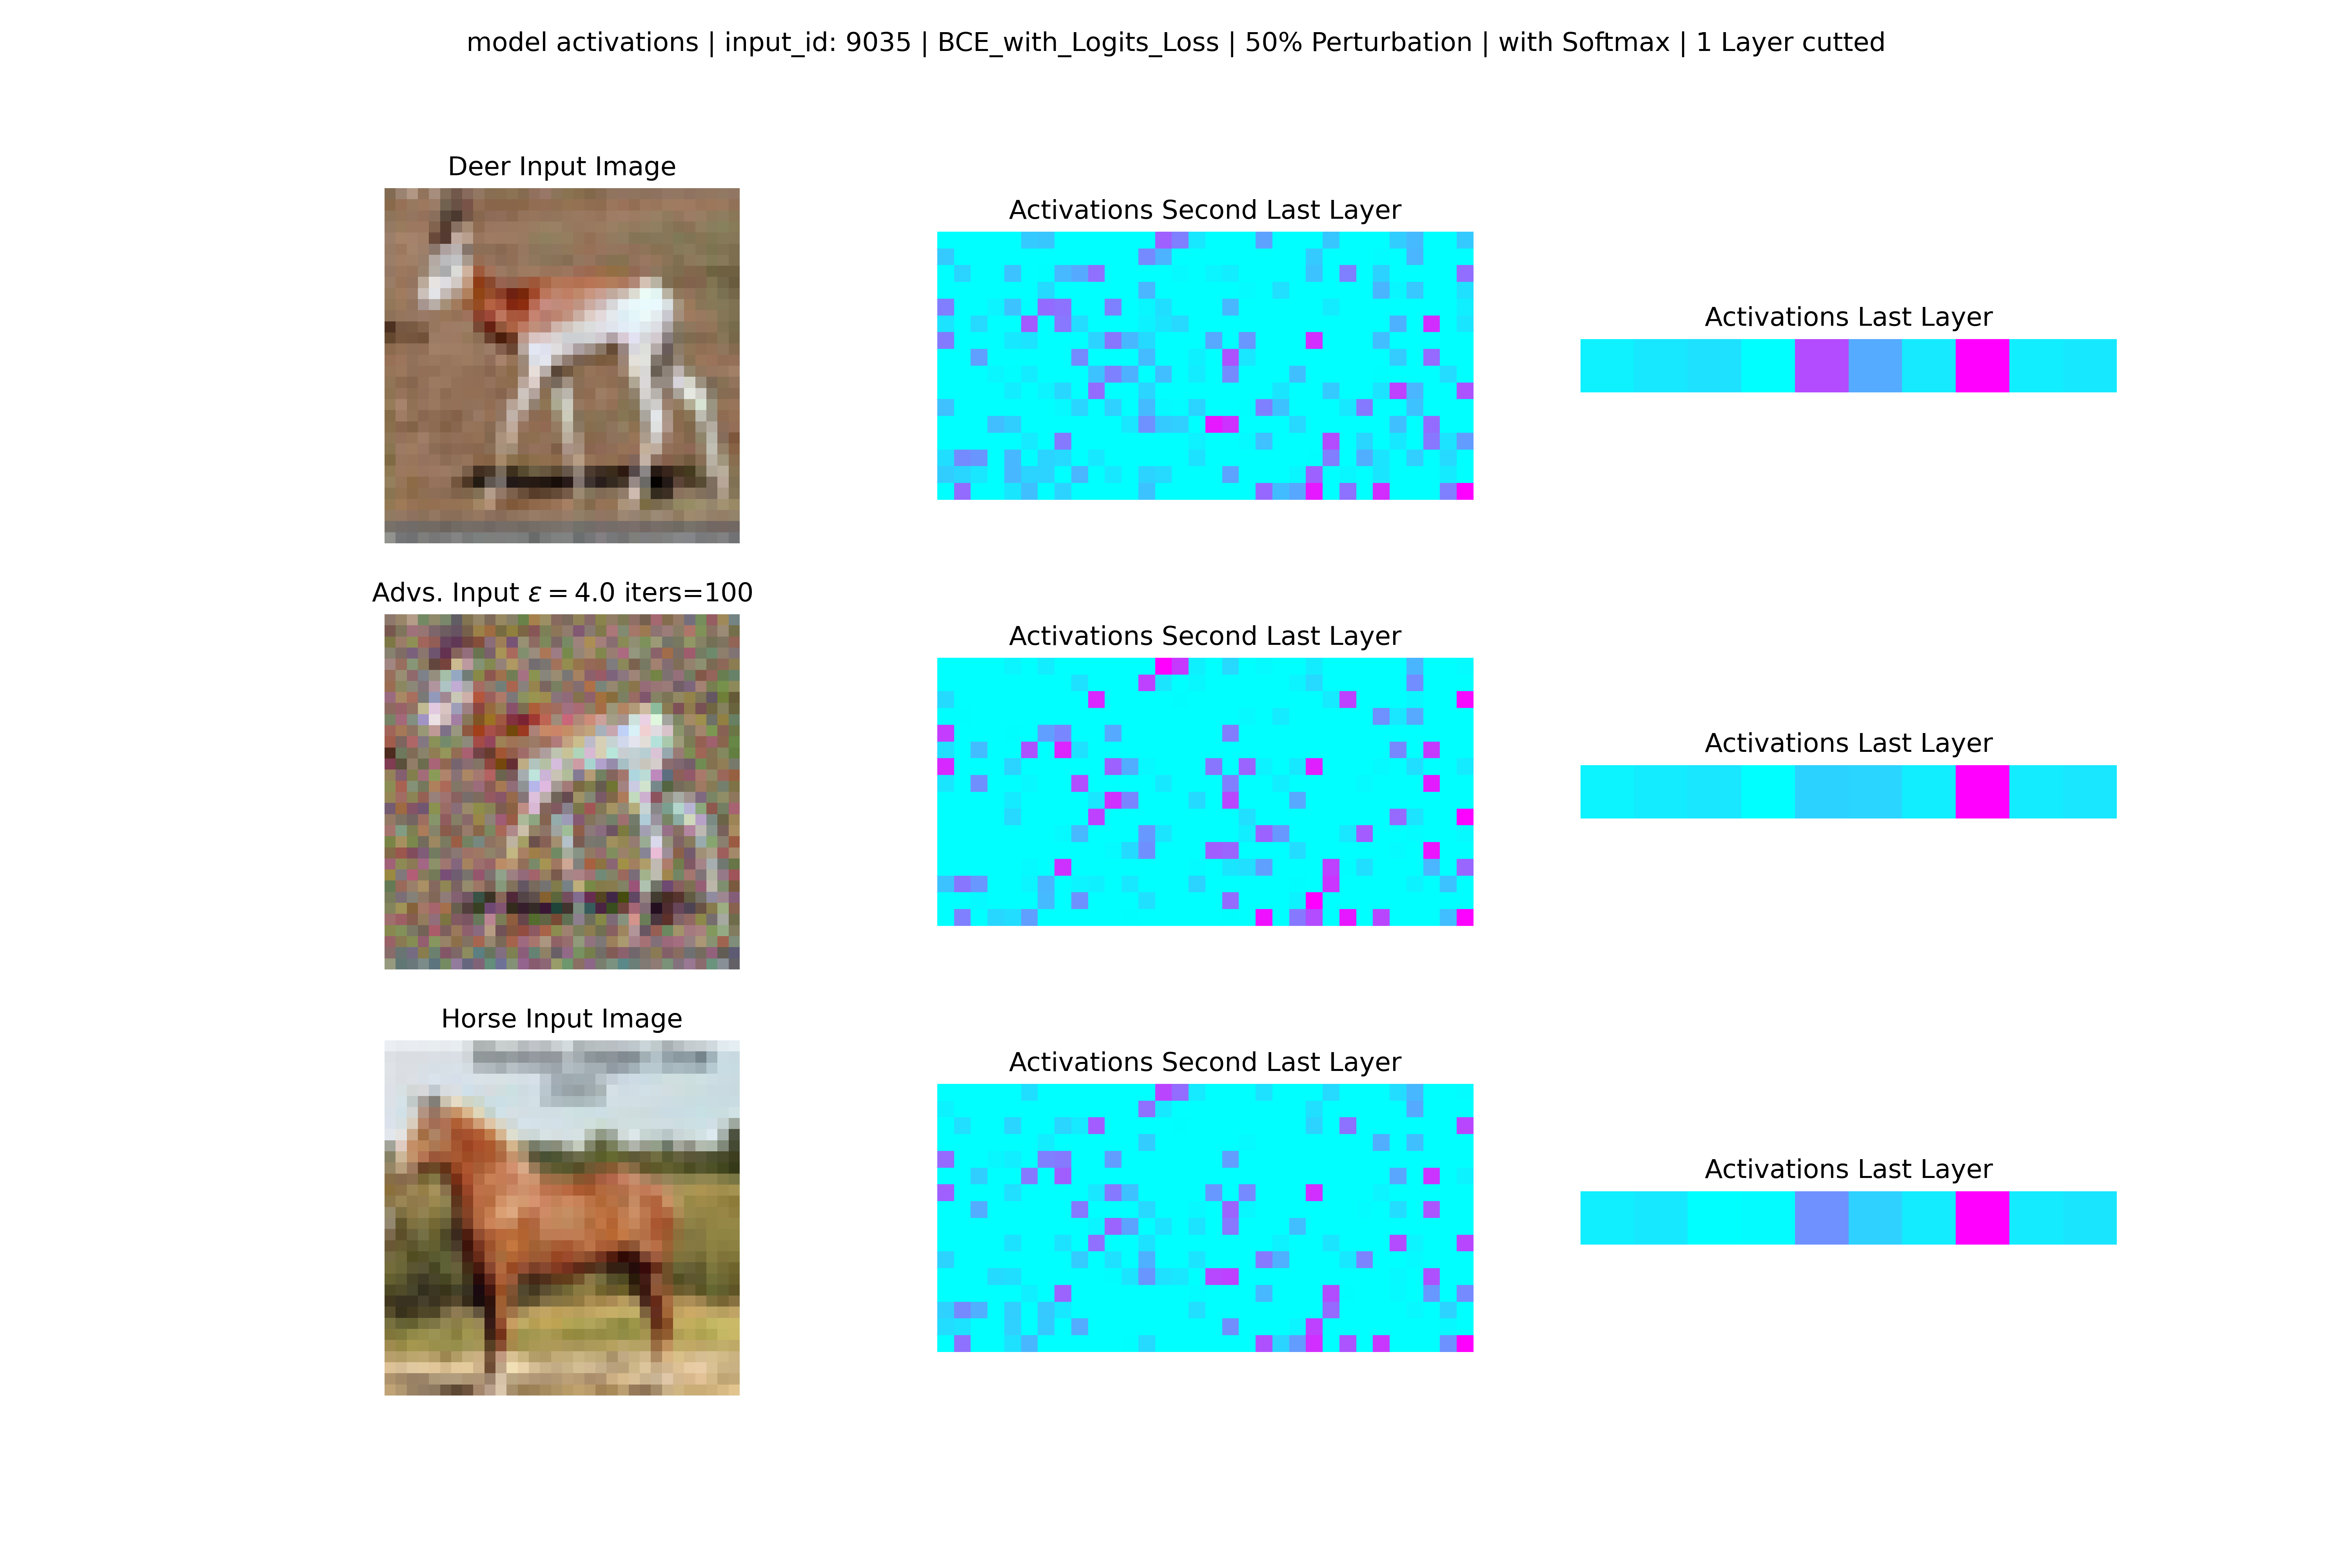 model activations | input_id: 9035 | BCE_with_Logits_Loss | 50% Perturbation | with Softmax | 1 Layer cutted
Deer Input Image
Activations Second Last Layer
Activations Last Layer
Advs. Input ε = 4.0 iters=100
Activations Second Last Layer
Activations Last Layer
Horse Input Image
Activations Second Last Layer
Activations Last Layer